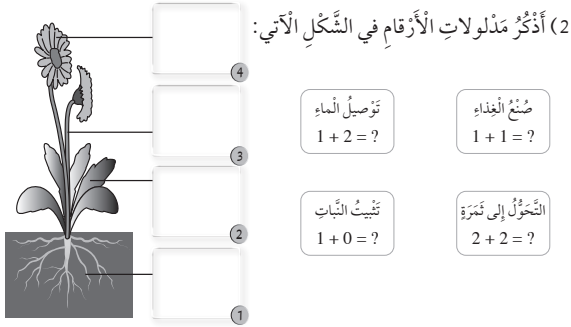 2) أَذْكُرُ مَدْلولاتِ الْأَرْقامِ في الشَّكْلِ الْآتي:
صُنْعُ الْغِذاءِ
1 + 1 = ?
تَوْصيلُ الْماءِ
1 + 2 = ?
التَّحَوُّلُ إِلى ثَمَرَةٍ
2 + 2 = ?
تَثْبيتُ النَّباتِ
1 + 0 = ?
4
3
2
1